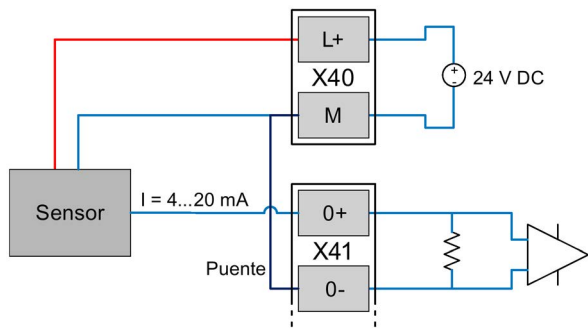 L+
X40
+
-
24 V DC
M
Sensor
I = 4...20 mA
0+
X41
Puente
0-